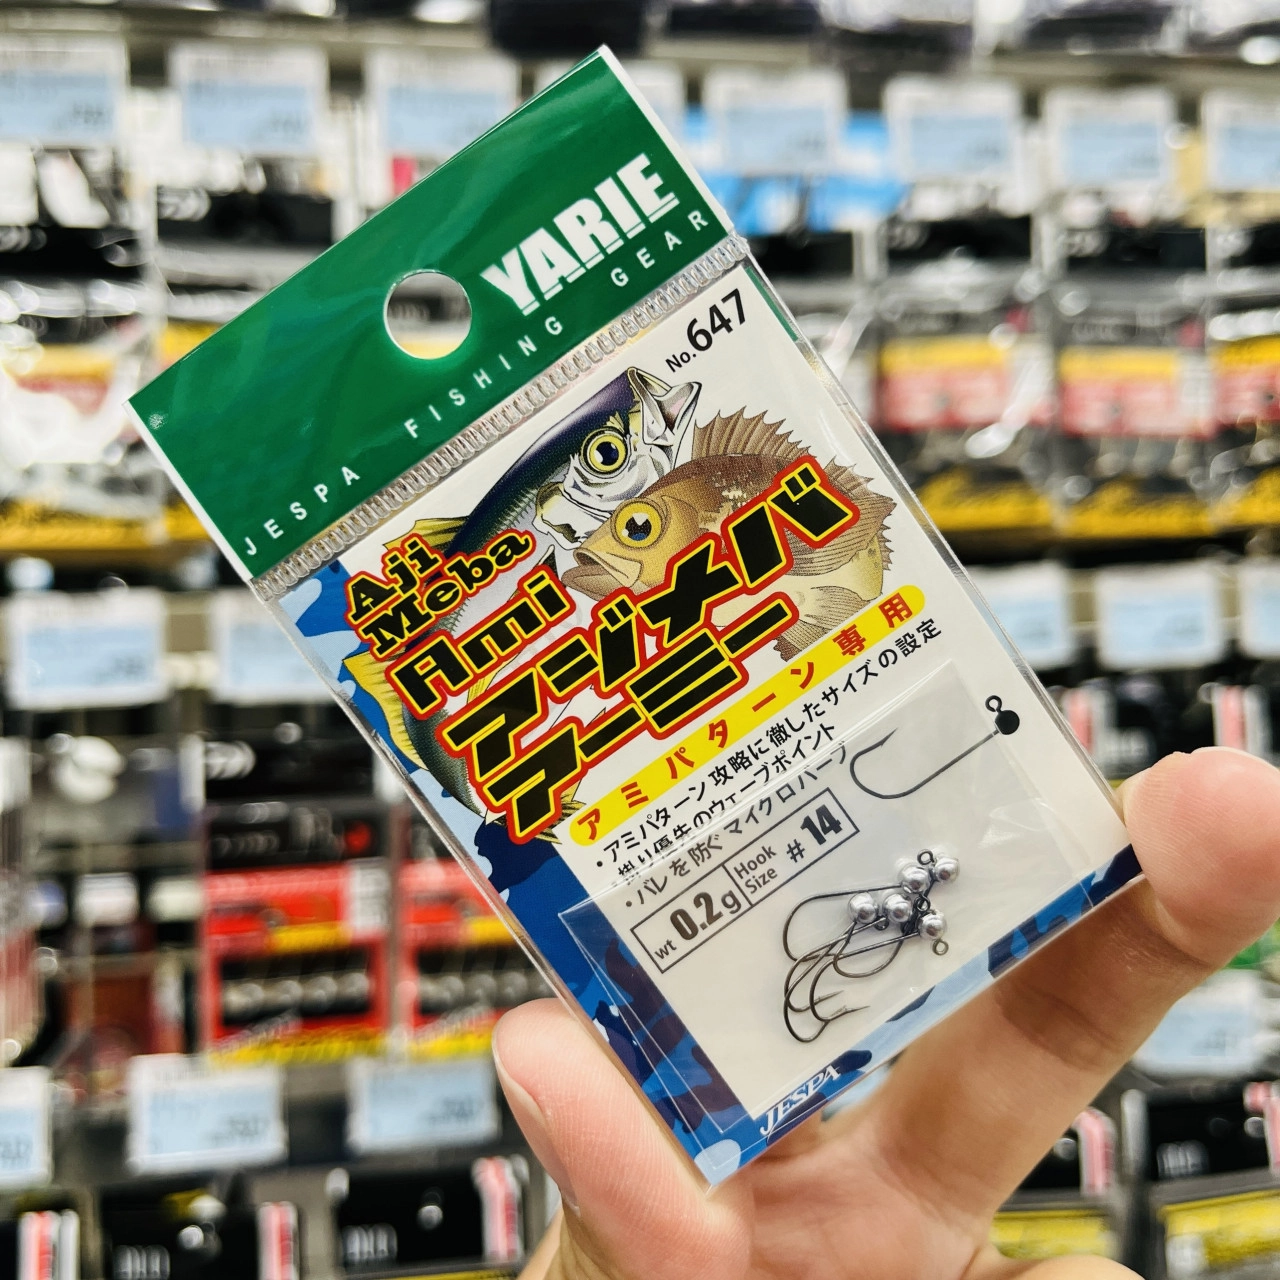 YARIE
JESPA FISHING GEAR
No.647
Aji
Meba
Ami
アジメバ
アーミー
アミパターン専用
・アミパターン攻略に徹したサイズの設定
掛り優先のウェーブポイント
・バレを防ぐマイクロバーブ
wt 0.2g
Hook Size #14
JESPA